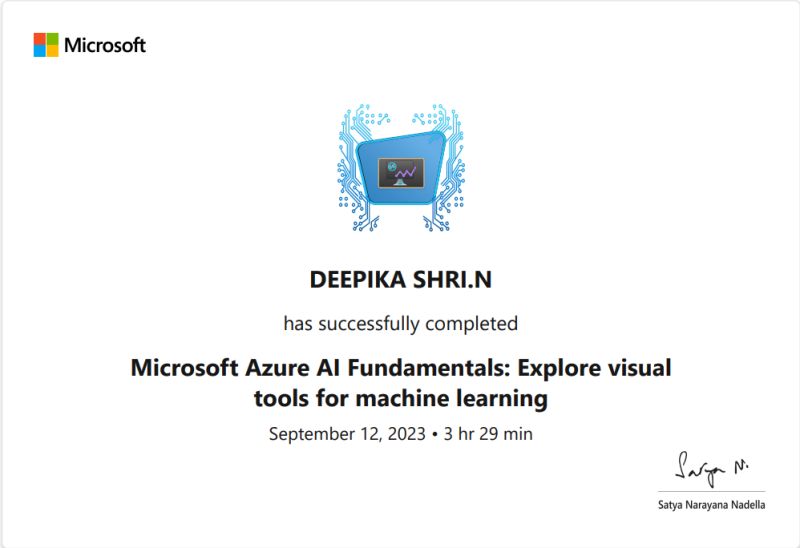 Microsoft
DEEPIKA SHRI.N
has successfully completed
Microsoft Azure AI Fundamentals: Explore visual
tools for machine learning
September 12, 2023 • 3 hr 29 min
Satya N.
Satya Narayana Nadella